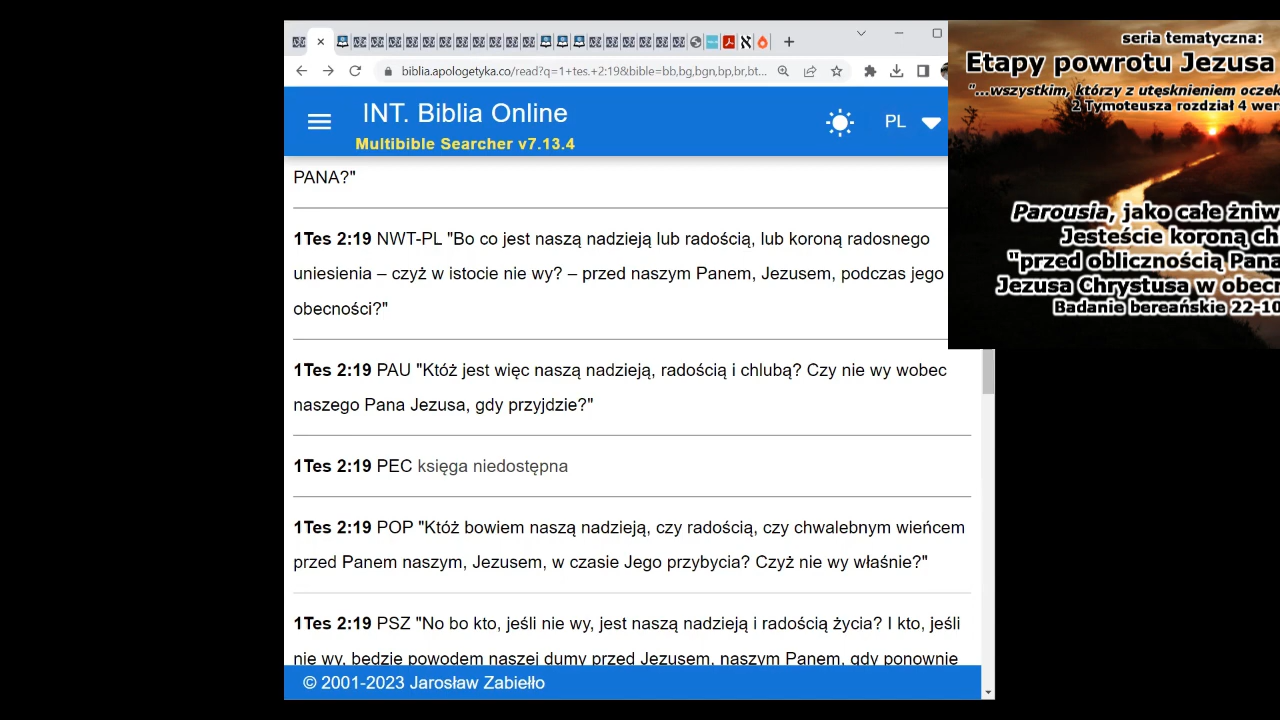 biblia.apologetyka.co/read?q=1+tes.+2:19&bible=bb,bg,bgn,bp,br,bt...
INT. Biblia Online
Multibible Searcher v7.13.4
PL
PANA?"
1Tes 2:19 NWT-PL "Bo co jest naszą nadzieją lub radością, lub koroną radosnego
uniesienia – czyż w istocie nie wy? – przed naszym Panem, Jezusem, podczas jego
obecności?"
1Tes 2:19 PAU "Któż jest więc naszą nadzieją, radością i chlubą? Czy nie wy wobec
naszego Pana Jezusa, gdy przyjdzie?"
1Tes 2:19 PEC księga niedostępna
1Tes 2:19 POP "Któż bowiem naszą nadzieją, czy radością, czy chwalebnym wieńcem
przed Panem naszym, Jezusem, w czasie Jego przybycia? Czyż nie wy właśnie?"
1Tes 2:19 PSZ "No bo kto, jeśli nie wy, jest naszą nadzieją i radością życia? I kto, jeśli
nie wy, będzie powodem naszej dumy przed Jezusem, naszym Panem, gdy ponownie
© 2001-2023 Jarosław Zabiełło
seria tematyczna:
Etapy powrotu Jezusa
"...wszystkim, którzy z utęsknieniem oczek
2 Tymoteusza rozdział 4 wer
Parousia, jako całe żniw
Jesteście koroną ch
"przed oblicznością Pana
Jezusa Chrystusa w obecn
Badanie bereańskie 22-10